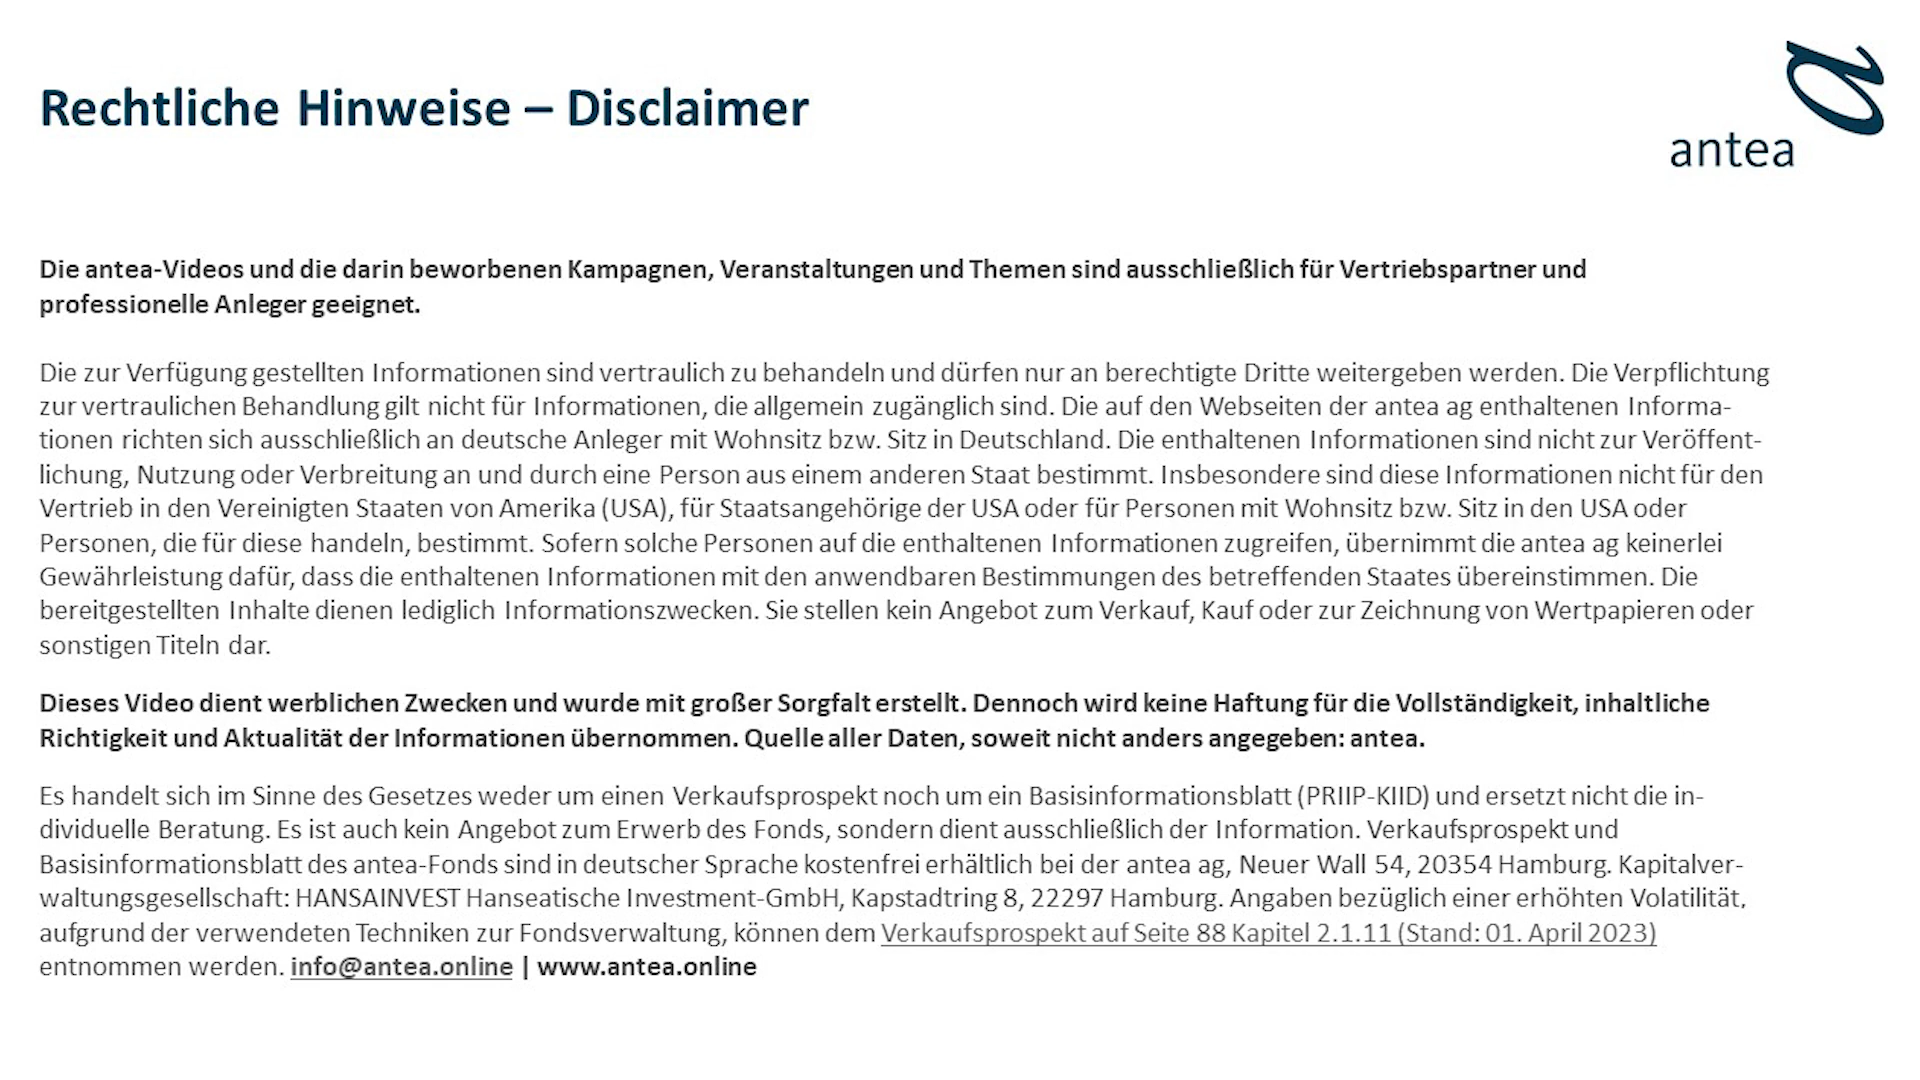 Rechtliche Hinweise – Disclaimer
antea
Die antea-Videos und die darin beworbenen Kampagnen, Veranstaltungen und Themen sind ausschließlich für Vertriebspartner und
professionelle Anleger geeignet.
Die zur Verfügung gestellten Informationen sind vertraulich zu behandeln und dürfen nur an berechtigte Dritte weitergeben werden. Die Verpflichtung
zur vertraulichen Behandlung gilt nicht für Informationen, die allgemein zugänglich sind. Die auf den Webseiten der antea ag enthaltenen Informa-
tionen richten sich ausschließlich an deutsche Anleger mit Wohnsitz bzw. Sitz in Deutschland. Die enthaltenen Informationen sind nicht zur Veröffent-
lichung, Nutzung oder Verbreitung an und durch eine Person aus einem anderen Staat bestimmt. Insbesondere sind diese Informationen nicht für den
Vertrieb in den Vereinigten Staaten von Amerika (USA), für Staatsangehörige der USA oder für Personen mit Wohnsitz bzw. Sitz in den USA oder
Personen, die für diese handeln, bestimmt. Sofern solche Personen auf die enthaltenen Informationen zugreifen, übernimmt die antea ag keinerlei
Gewährleistung dafür, dass die enthaltenen Informationen mit den anwendbaren Bestimmungen des betreffenden Staates übereinstimmen. Die
bereitgestellten Inhalte dienen lediglich Informationszwecken. Sie stellen kein Angebot zum Verkauf, Kauf oder zur Zeichnung von Wertpapieren oder
sonstigen Titeln dar.
Dieses Video dient werblichen Zwecken und wurde mit großer Sorgfalt erstellt. Dennoch wird keine Haftung für die Vollständigkeit, inhaltliche
Richtigkeit und Aktualität der Informationen übernommen. Quelle aller Daten, soweit nicht anders angegeben: antea.
Es handelt sich im Sinne des Gesetzes weder um einen Verkaufsprospekt noch um ein Basisinformationsblatt (PRIIP-KIID) und ersetzt nicht die in-
dividuelle Beratung. Es ist auch kein Angebot zum Erwerb des Fonds, sondern dient ausschließlich der Information. Verkaufsprospekt und
Basisinformationsblatt des antea-Fonds sind in deutscher Sprache kostenfrei erhältlich bei der antea ag, Neuer Wall 54, 20354 Hamburg. Kapitalver-
waltungsgesellschaft: HANSAINVEST Hanseatische Investment-GmbH, Kapstadtring 8, 22297 Hamburg. Angaben bezüglich einer erhöhten Volatilität,
aufgrund der verwendeten Techniken zur Fondsverwaltung, können dem Verkaufsprospekt auf Seite 88 Kapitel 2.1.11 (Stand: 01. April 2023)
entnommen werden. info@antea.online | www.antea.online